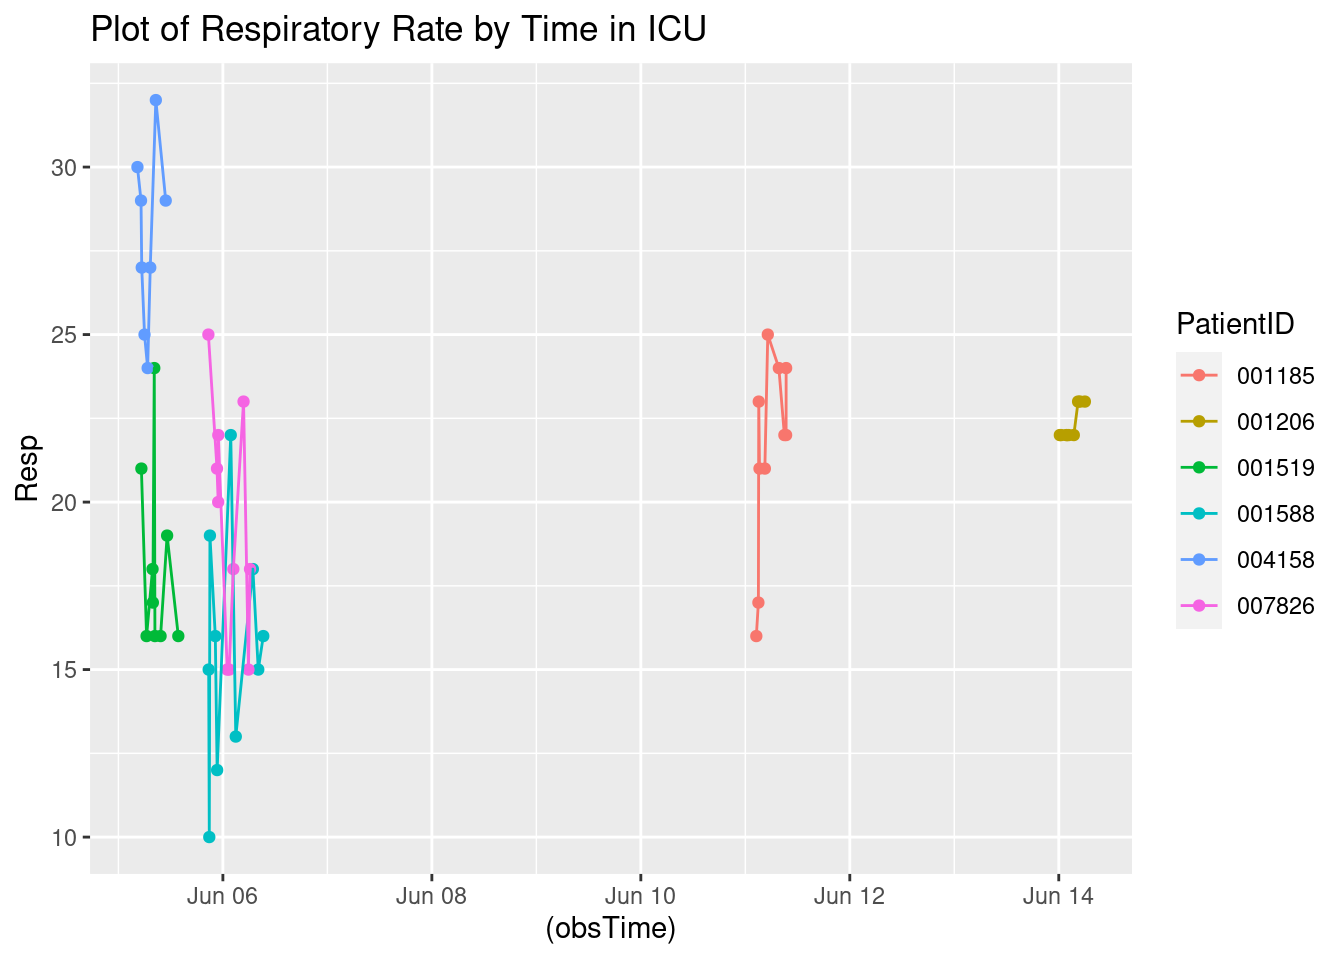 Plot of Respiratory Rate by Time in ICU
Resp
30
25
20
15
10
Jun 06
Jun 08
Jun 10
Jun 12
Jun 14
(obsTime)
PatientID
001185
001206
001519
001588
004158
007826